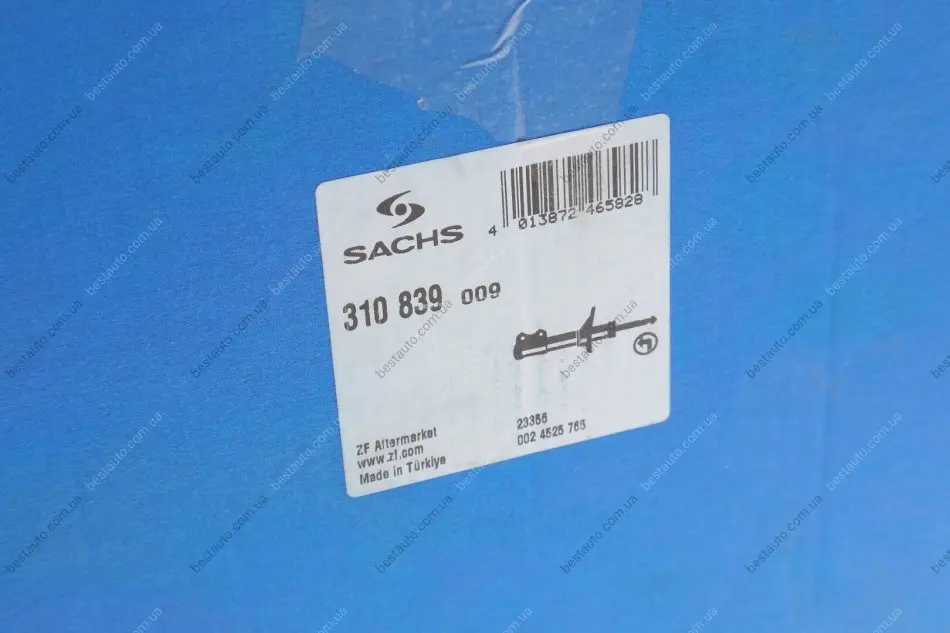 SACHS
4 013872 465828
310 839 009
ZF Aftermarket
www.zf.com
Made in Türkiye
23356
002 4525 765
bestauto.com.ua